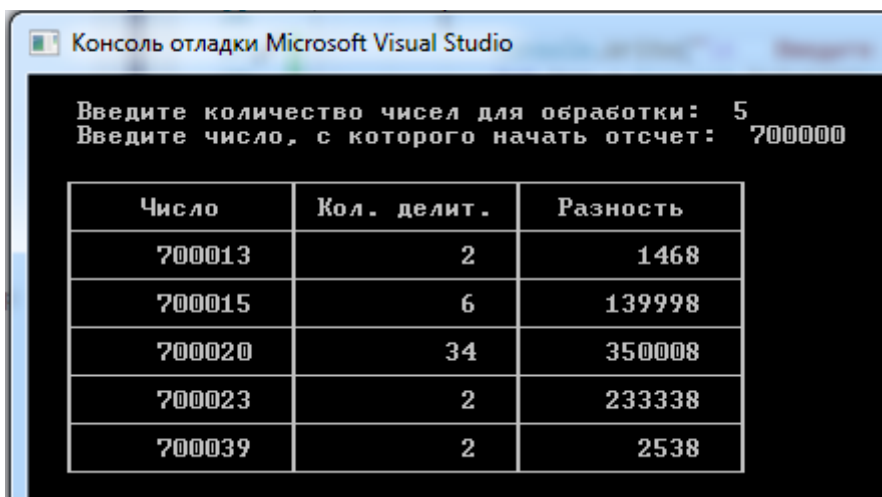 Консоль отладки Microsoft Visual Studio
Введите количество чисел для обработки: 5
Введите число, с которого начать отсчет: 700000
Число Кол. делит. Разность
700013 2 1468
700015 6 139998
700020 34 350008
700023 2 233338
700039 2 2538